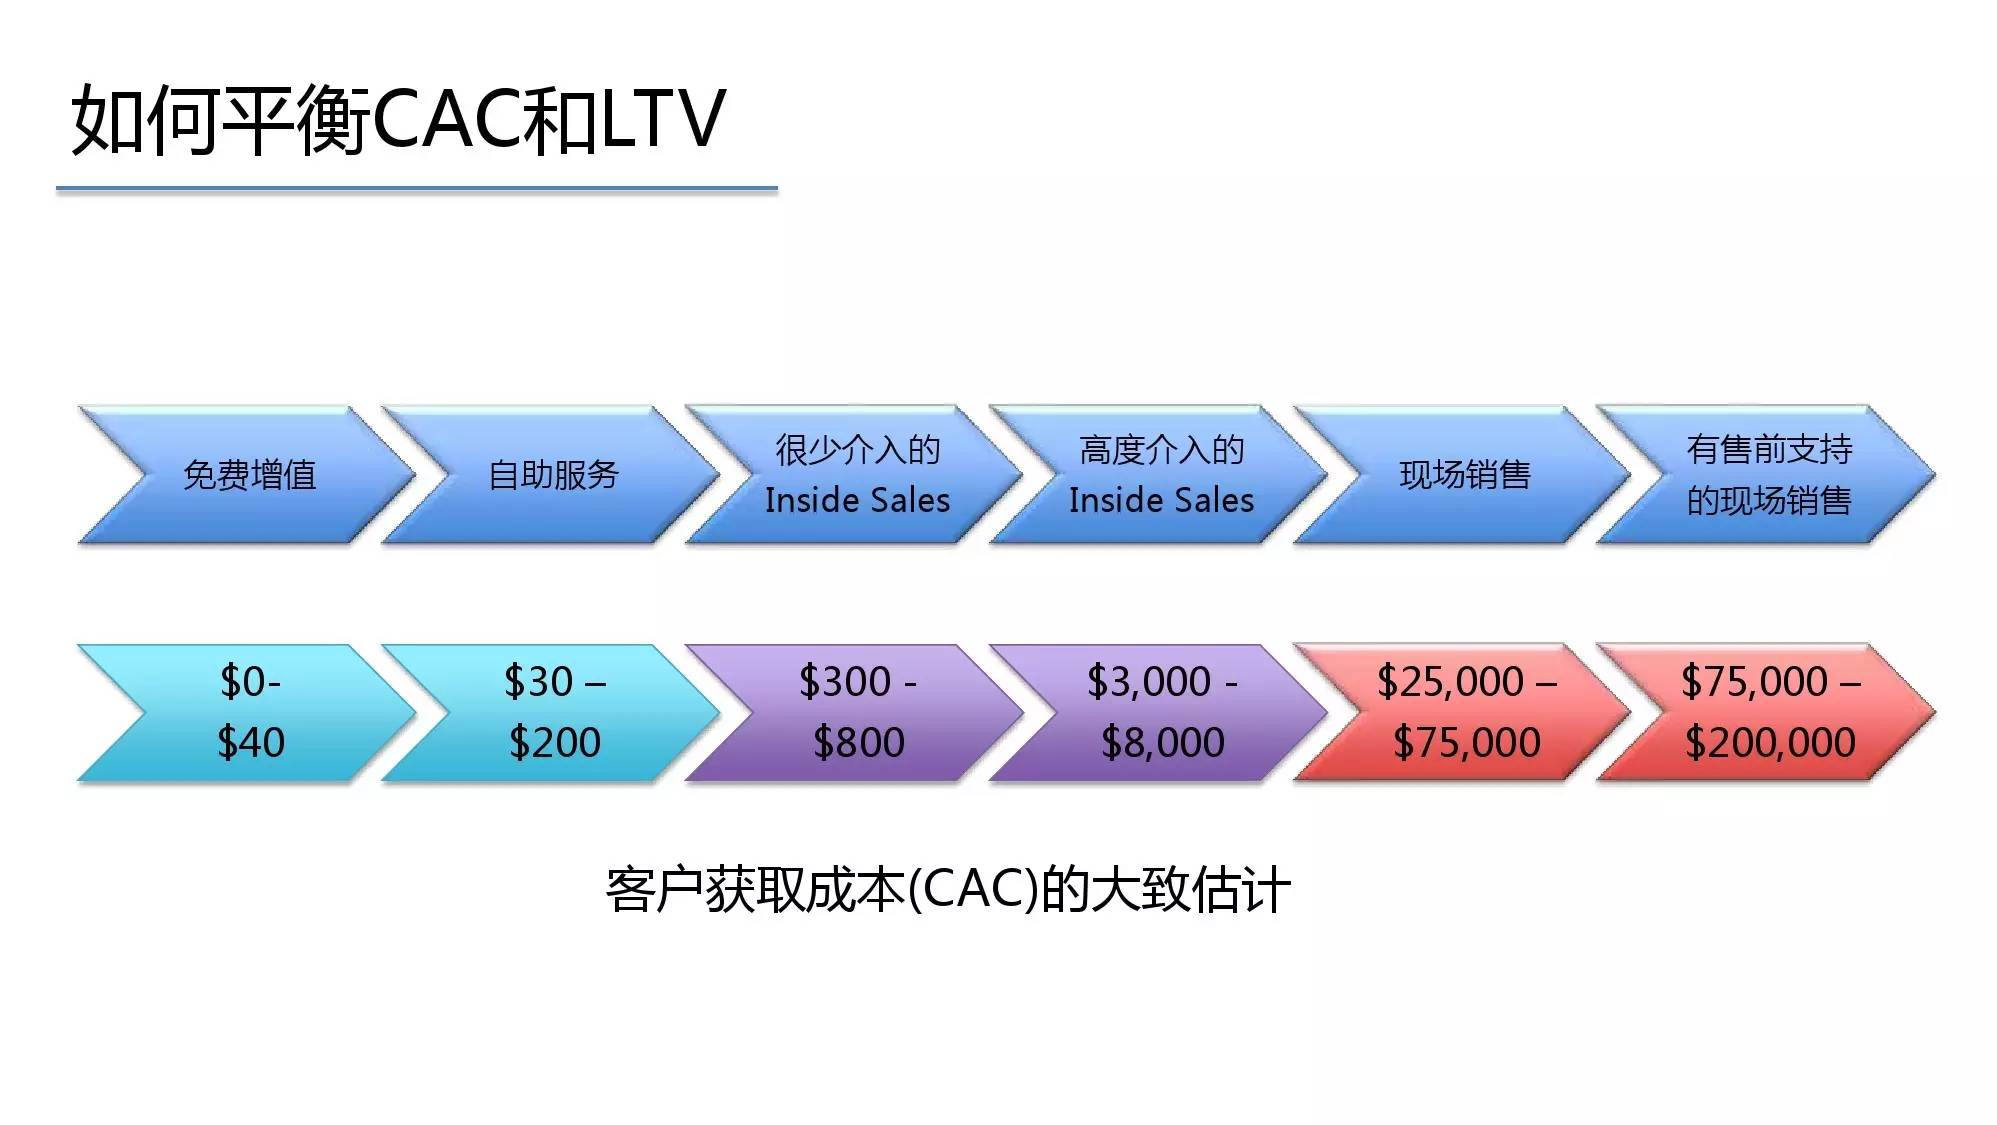 如何平衡CAC和LTV
免费增值
自助服务
很少介入的
Inside Sales
高度介入的
Inside Sales
现场销售
有售前支持
的现场销售
$0-
$40
$30 –
$200
$300 -
$800
$3,000 -
$8,000
$25,000 –
$75,000
$75,000 –
$200,000
客户获取成本(CAC)的大致估计